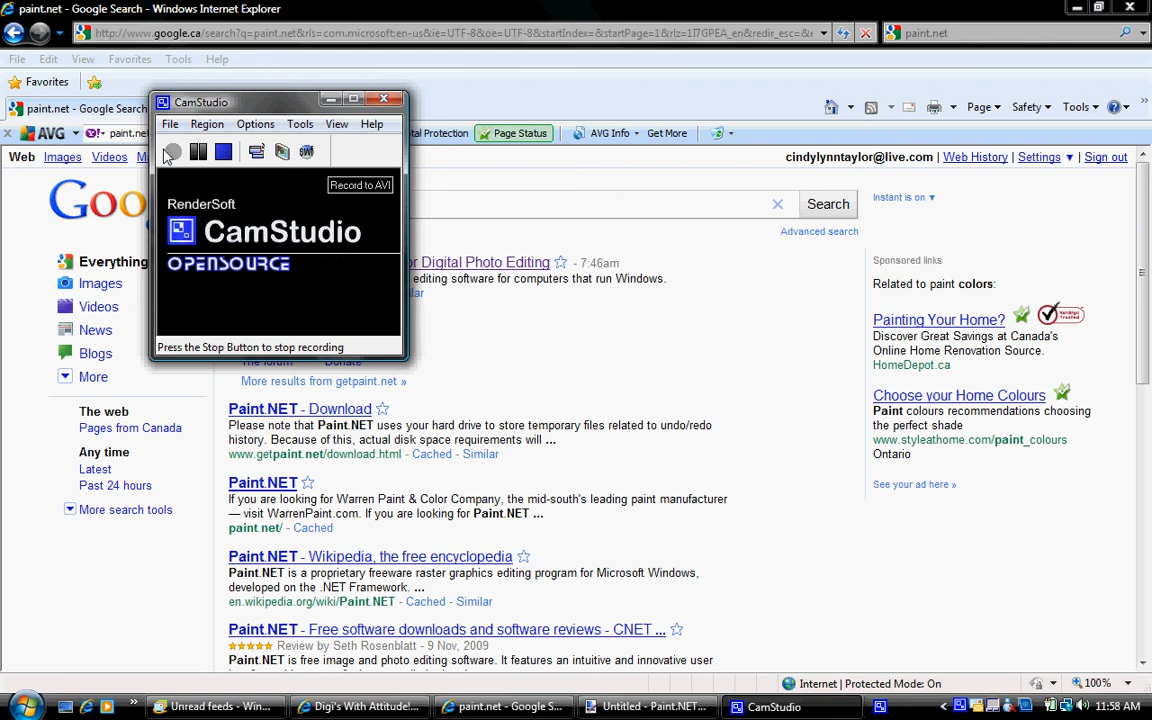 paint.net - Google Search - Windows Internet Explorer
http://www.google.ca/search?q=paint.net&rls=com.microsoft:en-us&ie=UTF-8&oe=UTF-8&startIndex=&startPage=1&rlz=1I7GPEA_en&redir_esc=&
paint.net
File Edit View Favorites Tools Help
Favorites
paint.net - Google Search
Page Safety Tools
AVG paint.net
Total Protection Page Status AVG Info Get More
Web Images Videos
cindylynntaylor@live.com Web History Settings Sign out
CamStudio
File Region Options Tools View Help
Record to AVI
RenderSoft
CamStudio
OPENSOURCE
Press the Stop Button to stop recording
Goo
Search
Instant is on
Advanced search
Everything
Images
Videos
News
Blogs
More
The web
Pages from Canada
Any time
Latest
Past 24 hours
More search tools
or Digital Photo Editing - 7:46am
editing software for computers that run Windows.
More results from getpaint.net »
Paint.NET - Download
Please note that Paint.NET uses your hard drive to store temporary files related to undo/redo
history. Because of this, actual disk space requirements will ...
www.getpaint.net/download.html - Cached - Similar
Paint.NET
If you are looking for Warren Paint & Color Company, the mid-south's leading paint manufacturer
— visit WarrenPaint.com. If you are looking for Paint.NET ...
paint.net/ - Cached
Paint.NET - Wikipedia, the free encyclopedia
Paint.NET is a proprietary freeware raster graphics editing program for Microsoft Windows,
developed on the .NET Framework. ...
en.wikipedia.org/wiki/Paint.NET - Cached - Similar
Paint.NET - Free software downloads and software reviews - CNET ...
Review by Seth Rosenblatt - 9 Nov, 2009
Paint.NET is free image and photo editing software. It features an intuitive and innovative user
Sponsored links
Related to paint colors:
Painting Your Home?
Discover Great Savings at Canada's
Online Home Renovation Source.
HomeDepot.ca
Choose your Home Colours
Paint colours recommendations choosing
the perfect shade
www.styleathome.com/paint_colours
Ontario
See your ad here »
Internet | Protected Mode: On
100%
Unread feeds - Win...
Digi's With Attitude!...
paint.net - Google S...
Untitled - Paint.NET...
CamStudio
11:58 AM